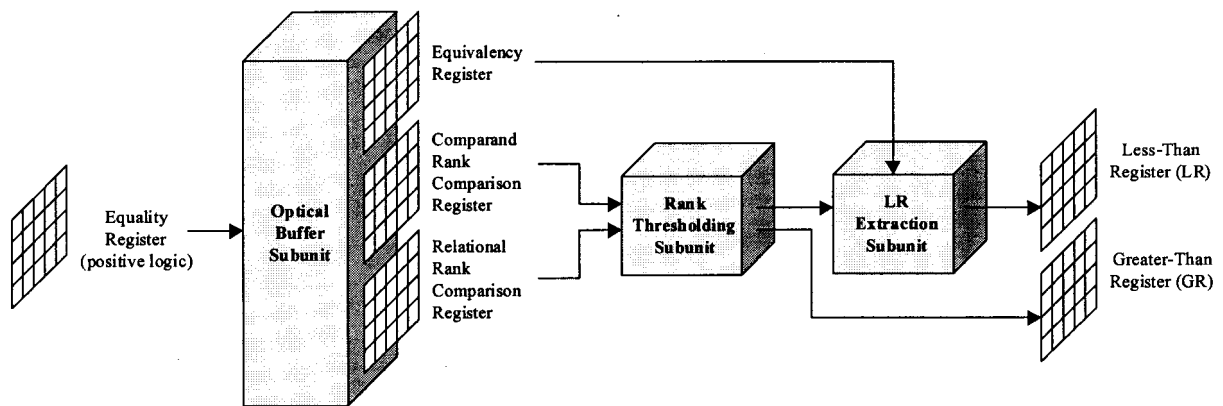 Equality
Register
(positive logic)
Optical
Buffer
Subunit
Equivalency
Register
Comparand
Rank
Comparison
Register
Relational
Rank
Comparison
Register
Rank
Thresholding
Subunit
LR
Extraction
Subunit
Less-Than
Register (LR)
Greater-Than
Register (GR)